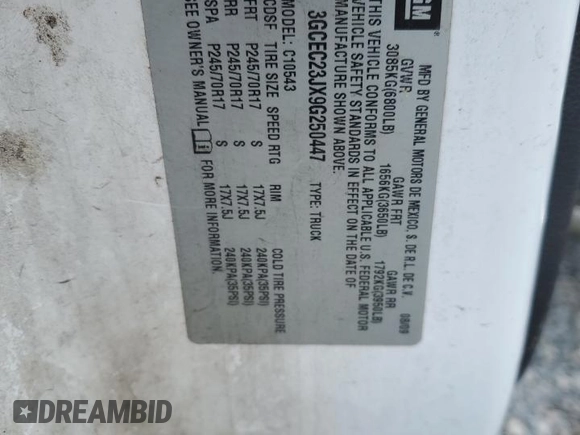 GM
MFD BY GENERAL MOTORS DE MEXICO, S. DE R.L. DE C.V. 08/09
GVWR GAWR FRT GAWR RR
3085KG(6800LB) 1656KG(3650LB) 1792KG(3950LB)
THIS VEHICLE CONFORMS TO ALL APPLICABLE U.S. FEDERAL MOTOR
VEHICLE SAFETY STANDARDS IN EFFECT ON THE DATE OF
MANUFACTURE SHOWN ABOVE.
3GCEC23JX9G250447 TYPE: TRUCK
MODEL: C10543
CDSF TIRE SIZE SPEED RTG RIM COLD TIRE PRESSURE
FRT P245/70R17 S 17X7.5J / 240KPA(35PSI)
RR P245/70R17 S 17X7.5J 240KPA(35PSI)
SPA P245/70R17 S 17X7.5J 240KPA(35PSI)
SEE OWNER'S MANUAL FOR MORE INFORMATION.
DREAMBID